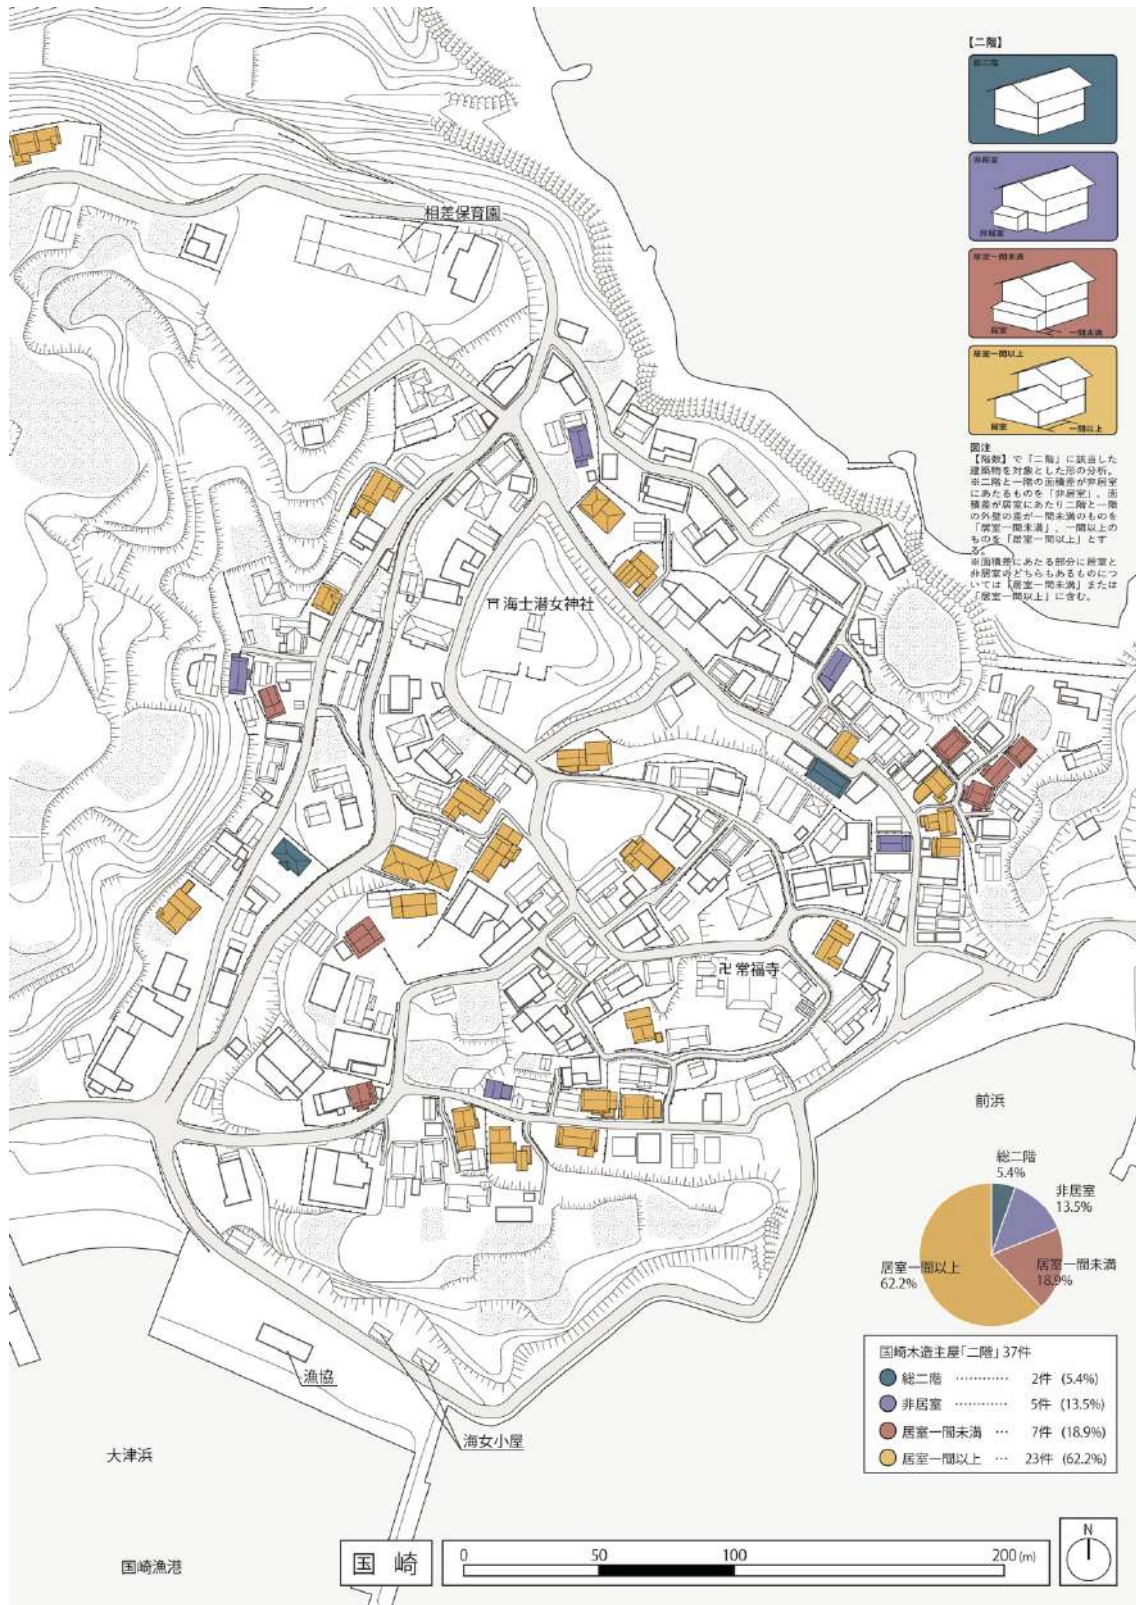 【二階】
総二階
非居室
非居室
居室一間未満
居室
一間未満
居室一間以上
居室
一間以上
図注
【階数】で「二階」に該当した
建築物を対象とした形の分析。
※二階と一階の面積差が非居室
にあたるものを「非居室」、面
積差が居室にあたり二階と一階
の外壁の差が一間未満のものを
「居室一間未満」、一間以上の
ものを「居室一間以上」とす
る。
※面積差にあたる部分に居室と
非居室のどちらもあるものにつ
いては「居室一間未満」または
「居室一間以上」に含む。
相差保育園
海士潜女神社
卍常福寺
前浜
総二階
5.4%
非居室
13.5%
居室一間未満
18.9%
居室一間以上
62.2%
国崎木造主屋「二階」37件
総二階 ………… 2件 (5.4%)
非居室 ………… 5件 (13.5%)
居室一間未満 … 7件 (18.9%)
居室一間以上 … 23件 (62.2%)
漁協
海女小屋
大津浜
国崎漁港
国崎
0 50 100 200(m)
N